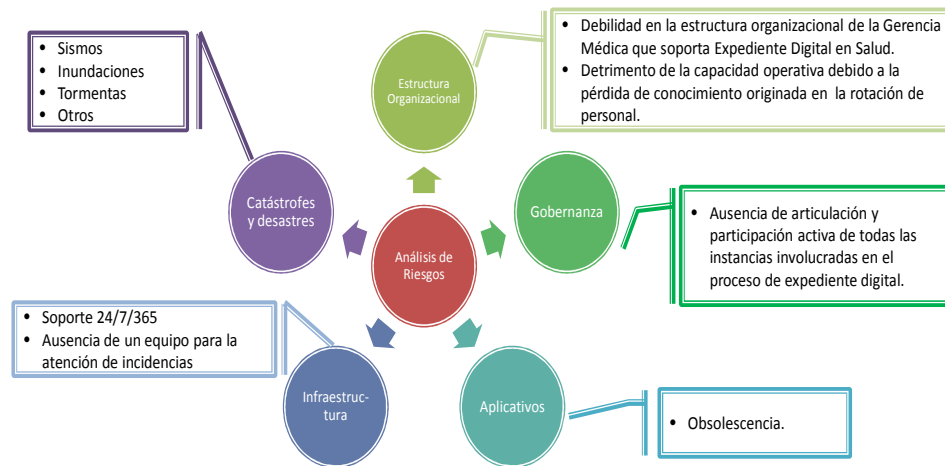 • Sismos
• Inundaciones
• Tormentas
• Otros
Estructura
Organizacional
• Debilidad en la estructura organizacional de la Gerencia
Médica que soporta Expediente Digital en Salud.
• Detrimento de la capacidad operativa debido a la
pérdida de conocimiento originada en la rotación de
personal.
Catástrofes
y desastres
Gobernanza
• Ausencia de articulación y
participación activa de todas las
instancias involucradas en el
proceso de expediente digital.
Análisis de
Riesgos
• Soporte 24/7/365
• Ausencia de un equipo para la
atención de incidencias
Infraestruc-
tura
Aplicativos
• Obsolescencia.